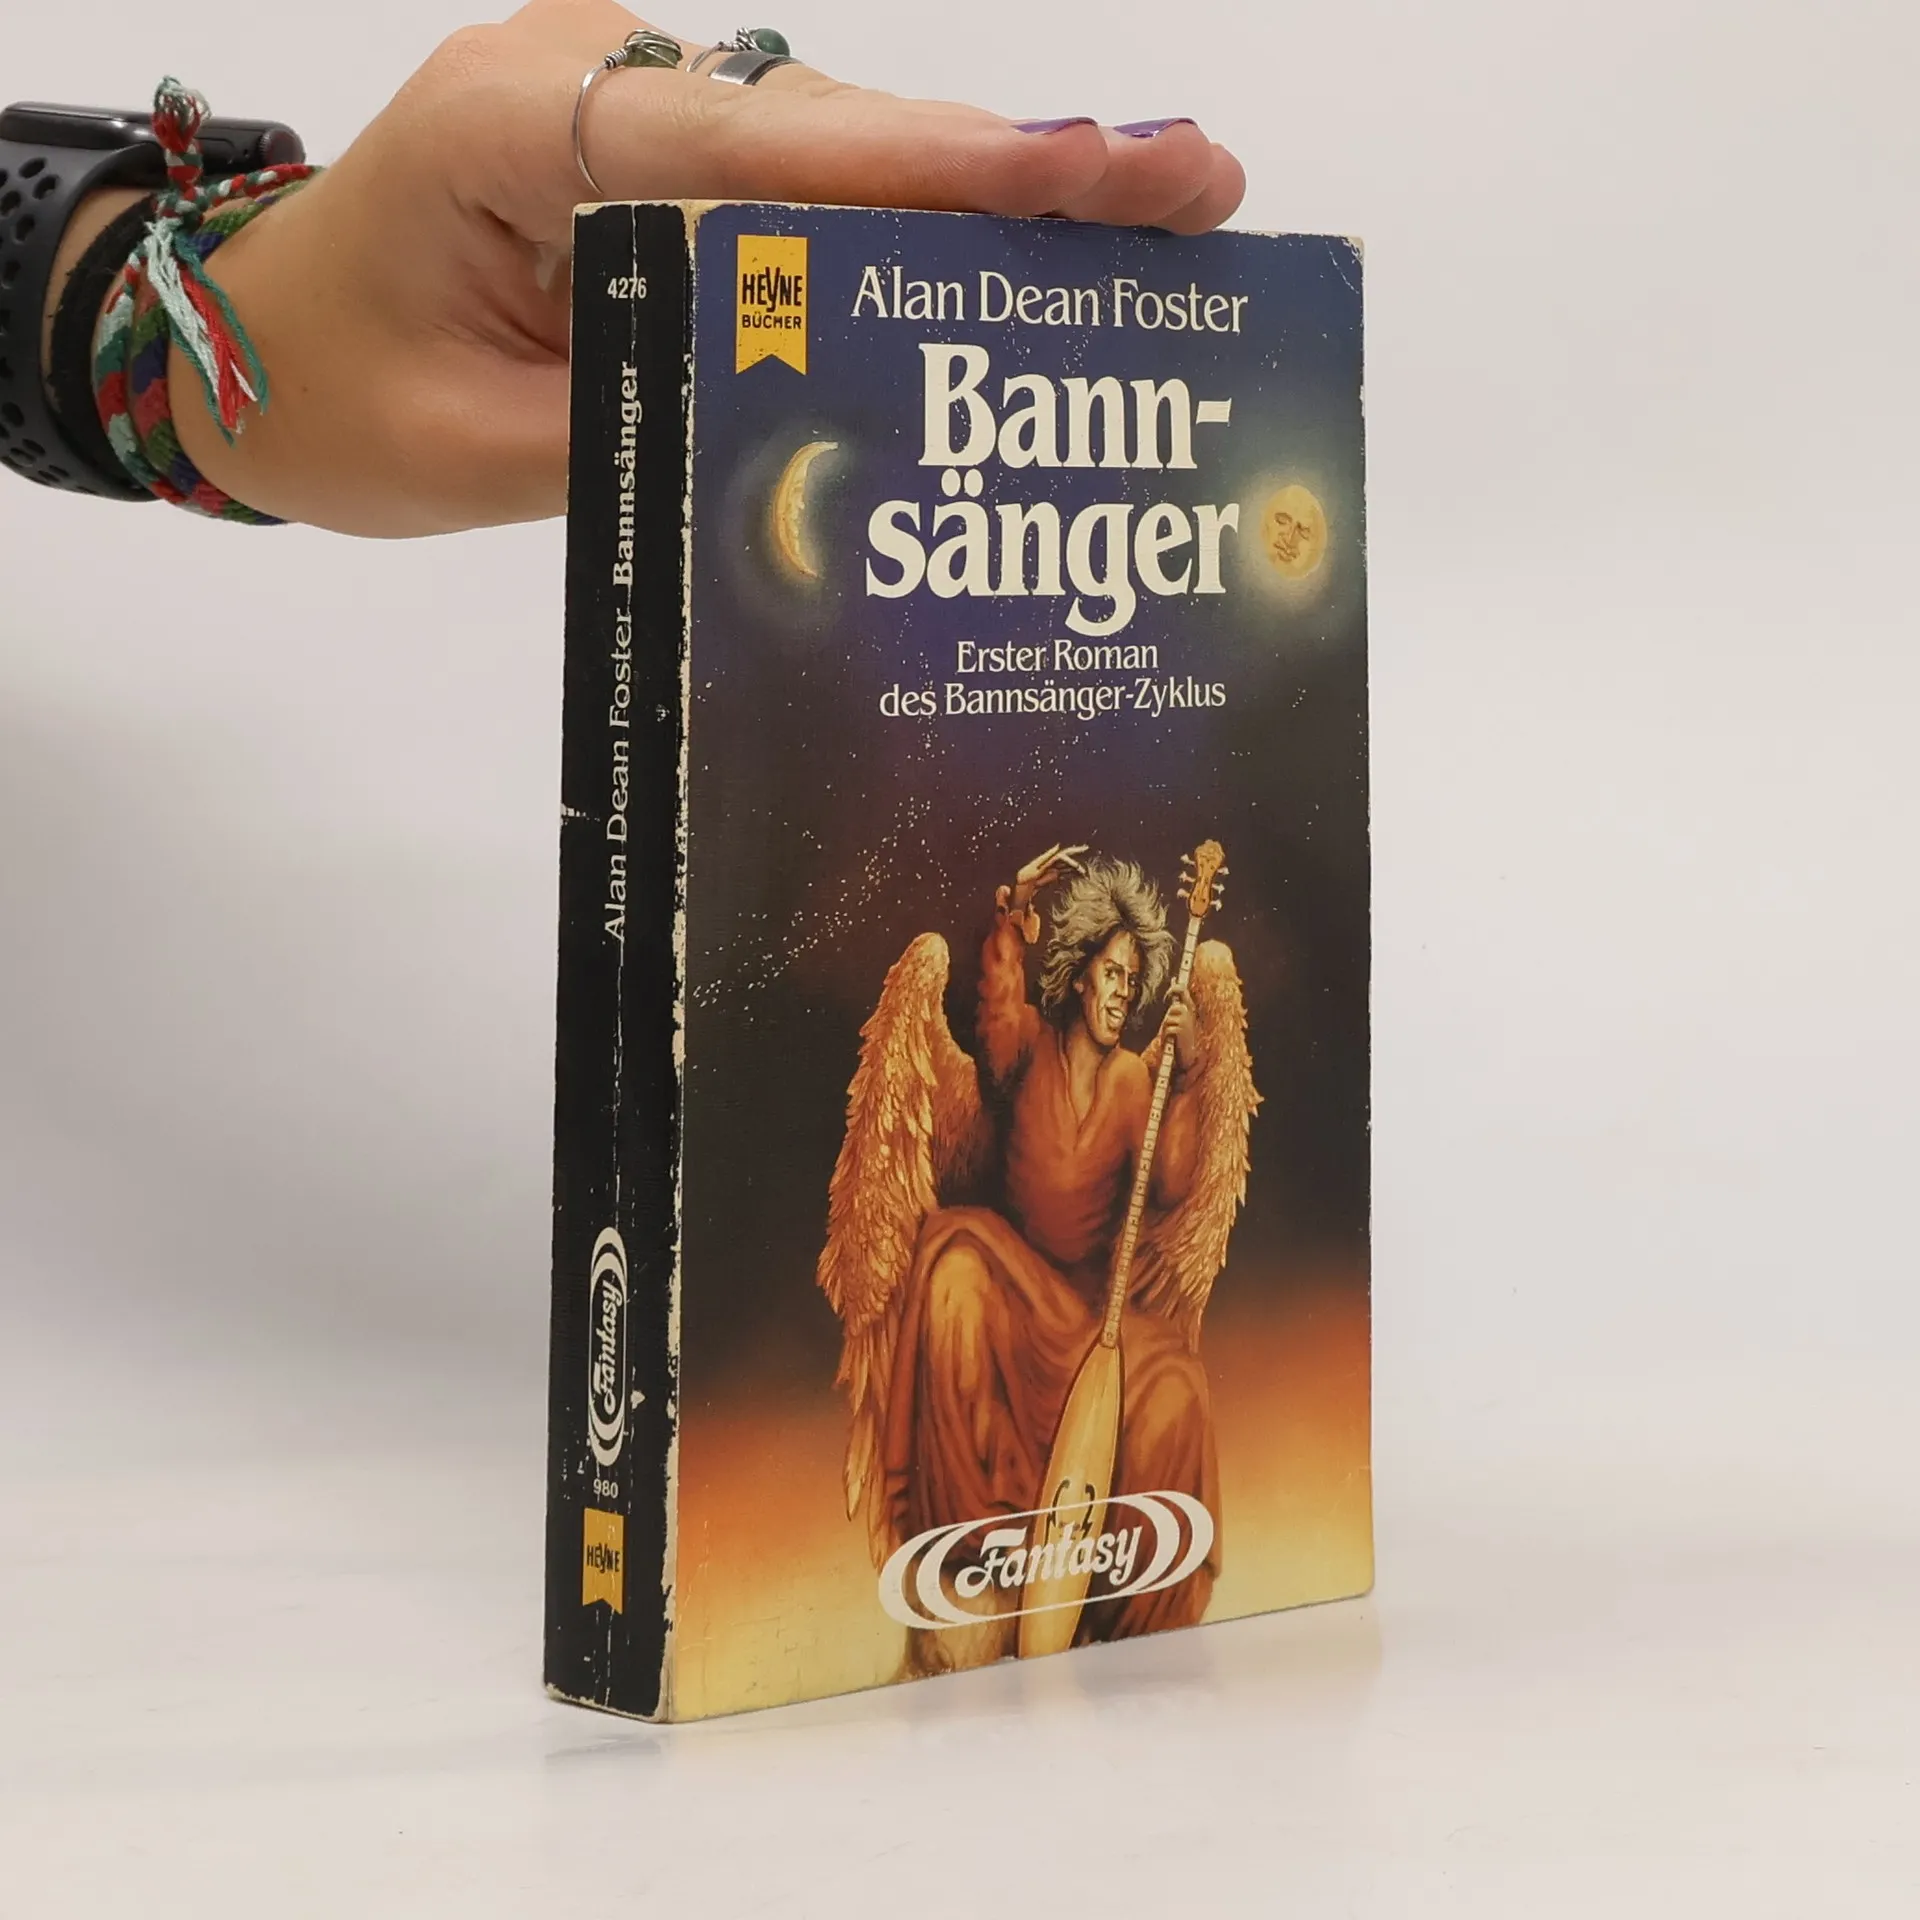 4276
Alan Dean Foster Bannsänger
Fantasy
980
HEYNE
HEYNE
BÜCHER
Alan Dean Foster
Bann-
sänger
Erster Roman
des Bannsänger-Zyklus
Fantasy